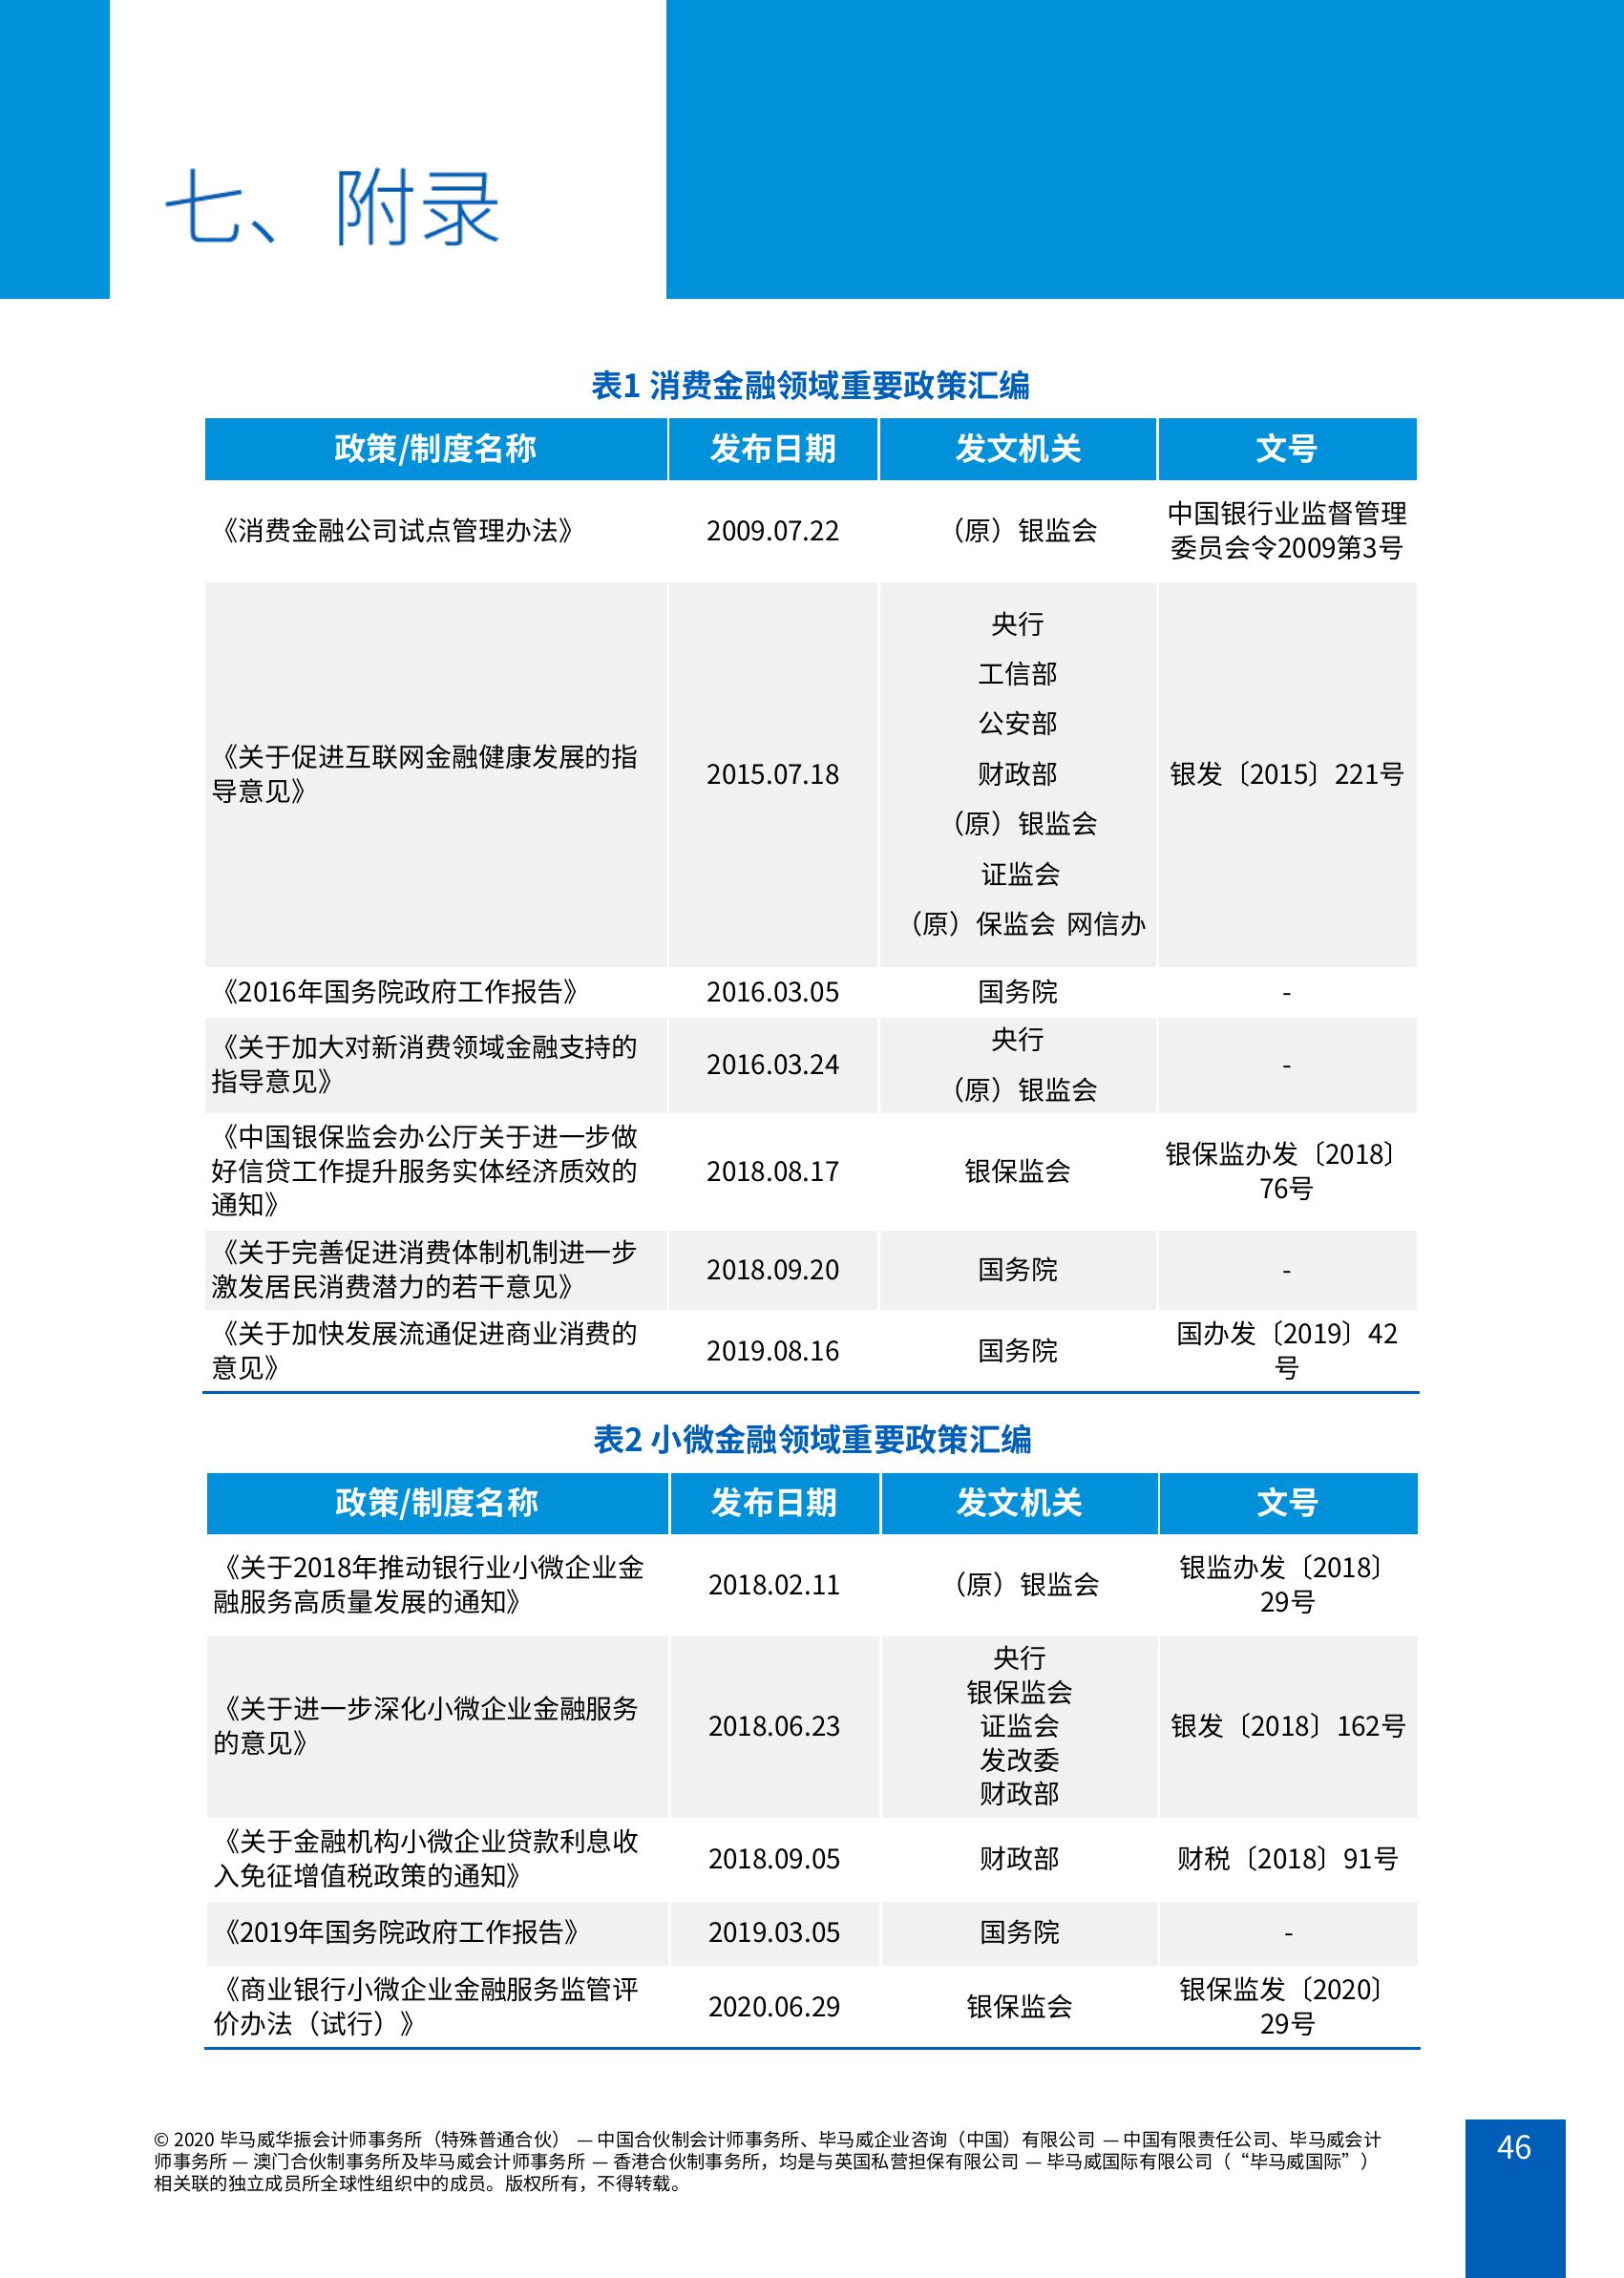 七、附录
表1 消费金融领域重要政策汇编
政策/制度名称 发布日期 发文机关 文号
《消费金融公司试点管理办法》 2009.07.22 （原）银监会 中国银行业监督管理
委员会令2009第3号
《关于促进互联网金融健康发展的指
导意见》
2015.07.18
央行
工信部
公安部
财政部
（原）银监会
证监会
（原）保监会 网信办
银发〔2015〕221号
《2016年国务院政府工作报告》 2016.03.05 国务院 -
《关于加大对新消费领域金融支持的
指导意见》
2016.03.24
央行
（原）银监会
-
《中国银保监会办公厅关于进一步做
好信贷工作提升服务实体经济质效的
通知》
2018.08.17
银保监会
银保监办发〔2018〕
76号
《关于完善促进消费体制机制进一步
激发居民消费潜力的若干意见》
2018.09.20
国务院
-
《关于加快发展流通促进商业消费的
意见》
2019.08.16
国务院
国办发〔2019〕42
号
表2 小微金融领域重要政策汇编
政策/制度名称 发布日期 发文机关 文号
《关于2018年推动银行业小微企业金
融服务高质量发展的通知》
2018.02.11
（原）银监会
银监办发〔2018〕
29号
《关于进一步深化小微企业金融服务
的意见》
2018.06.23
央行
银保监会
证监会
发改委
财政部
银发〔2018〕162号
《关于金融机构小微企业贷款利息收
入免征增值税政策的通知》
2018.09.05
财政部
财税〔2018〕91号
《2019年国务院政府工作报告》 2019.03.05 国务院 -
《商业银行小微企业金融服务监管评
价办法（试行）》
2020.06.29
银保监会
银保监发〔2020〕
29号
© 2020 毕马威华振会计师事务所（特殊普通合伙） — 中国合伙制会计师事务所、毕马威企业咨询（中国）有限公司 — 中国有限责任公司、毕马威会计
师事务所 — 澳门合伙制事务所及毕马威会计师事务所 — 香港合伙制事务所，均是与英国私营担保有限公司 — 毕马威国际有限公司（“毕马威国际”）
相关联的独立成员所全球性组织中的成员。版权所有，不得转载。
46